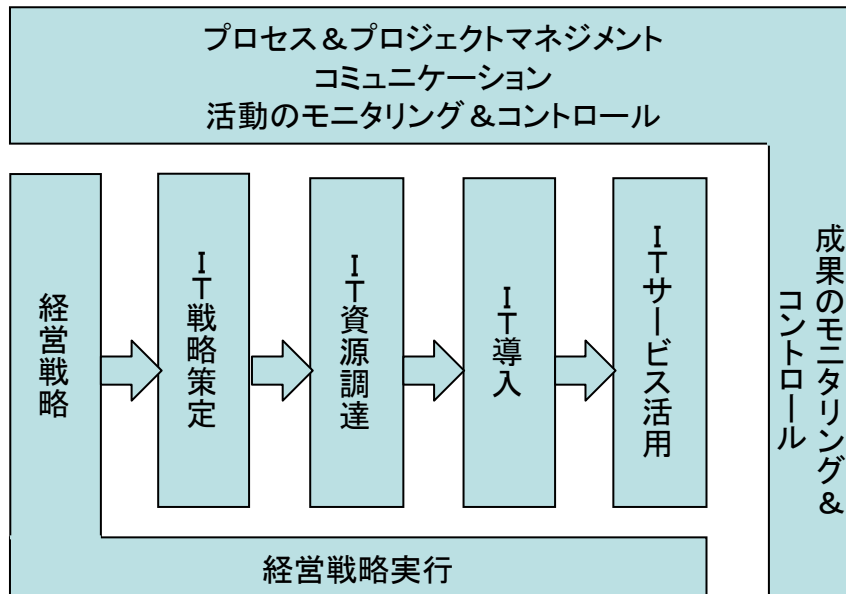 プロセス&プロジェクトマネジメント
コミュニケーション
活動のモニタリング&コントロール
経営戦略
IT戦略策定
IT資源調達
IT導入
ITサービス活用
成果のモニタリング&
コントロール
経営戦略実行